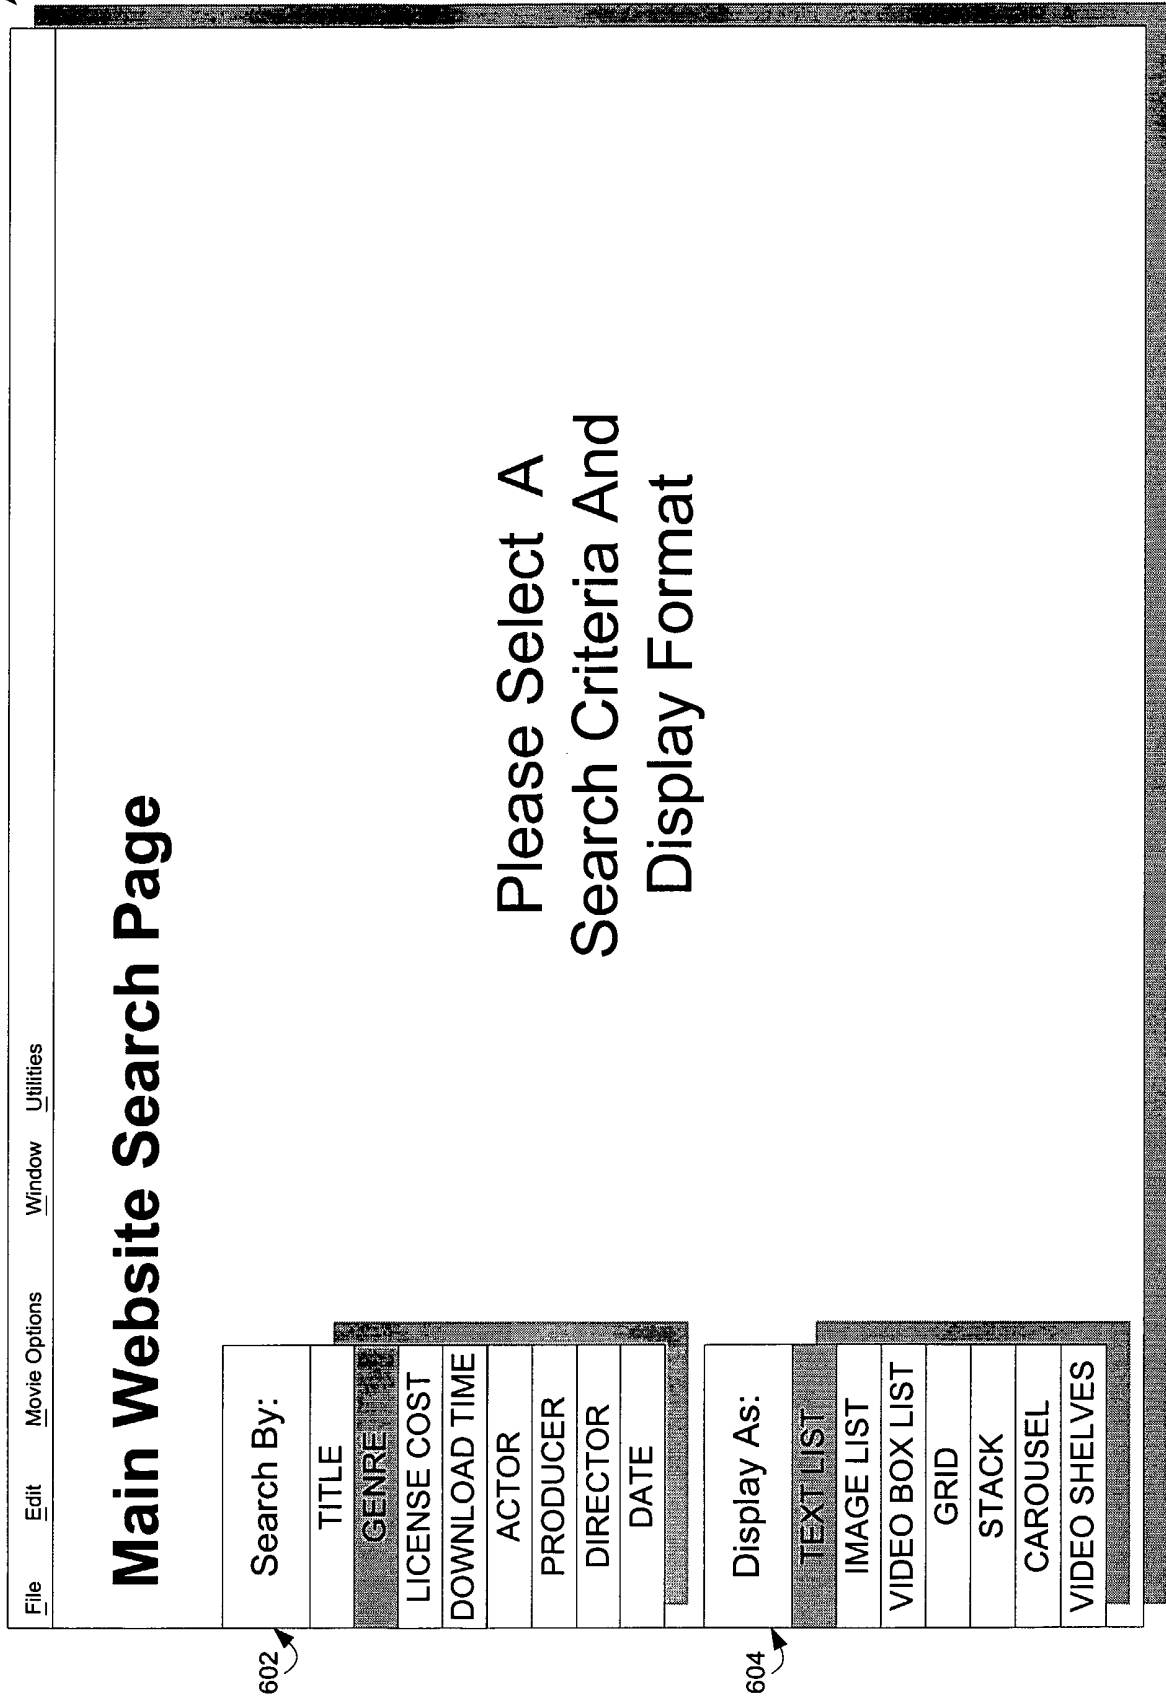 File Edit Movie Options Window Utilities
Main Website Search Page
602
Search By:
TITLE
GENRE
LICENSE COST
DOWNLOAD TIME
ACTOR
PRODUCER
DIRECTOR
DATE
604
Display As:
TEXT LIST
IMAGE LIST
VIDEO BOX LIST
GRID
STACK
CAROUSEL
VIDEO SHELVES
Please Select A
Search Criteria And
Display Format